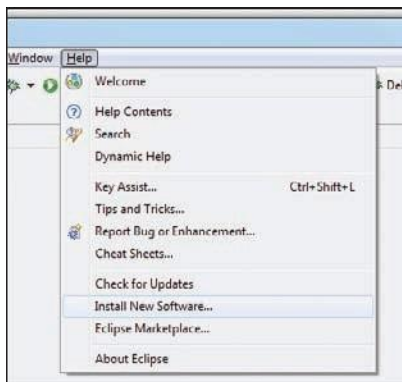 Window Help
Welcome
Help Contents
Search
Dynamic Help
Key Assist... Ctrl+Shift+L
Tips and Tricks...
Report Bug or Enhancement...
Cheat Sheets...
Check for Updates
Install New Software...
Eclipse Marketplace...
About Eclipse